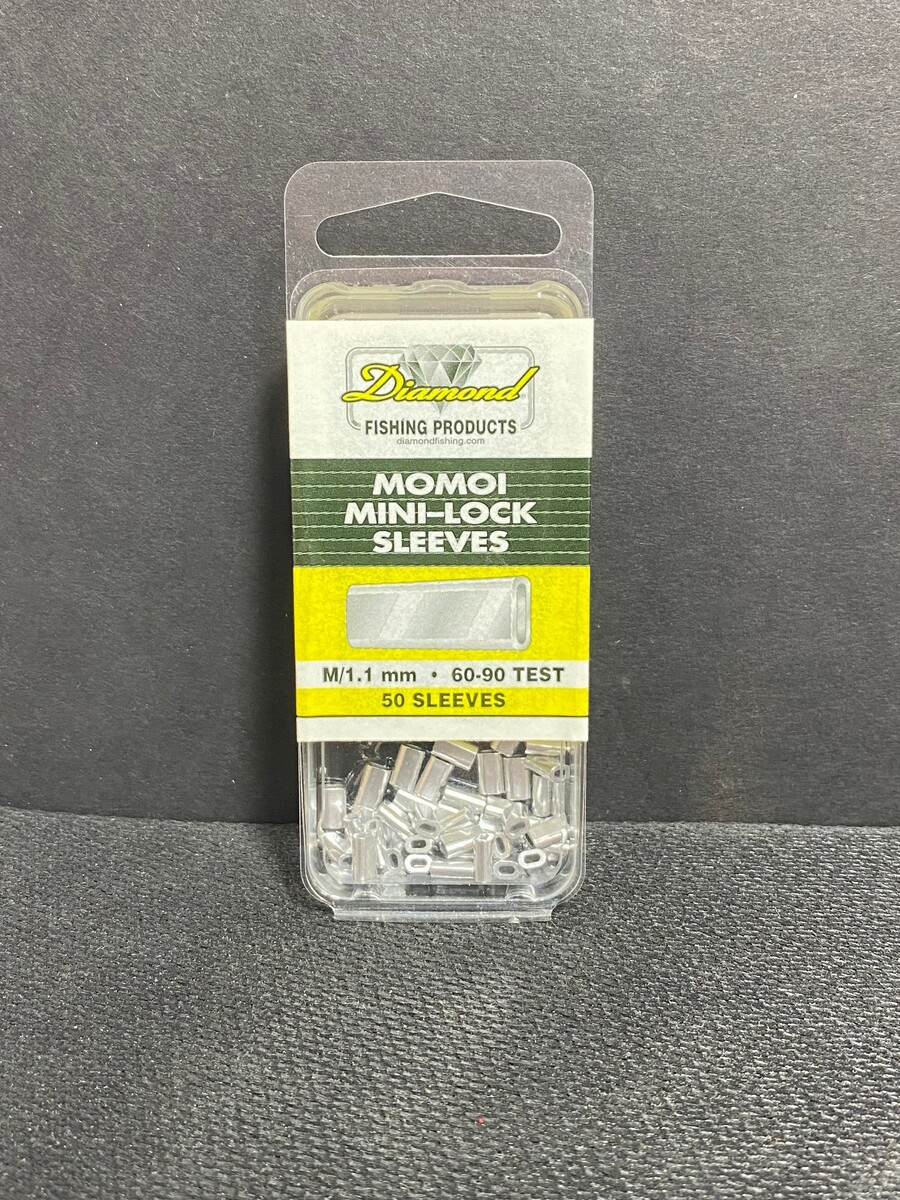 Diamond
FISHING PRODUCTS
diamondfishing.com
MOMOI
MINI-LOCK
SLEEVES
M/1.1 mm • 60-90 TEST
50 SLEEVES